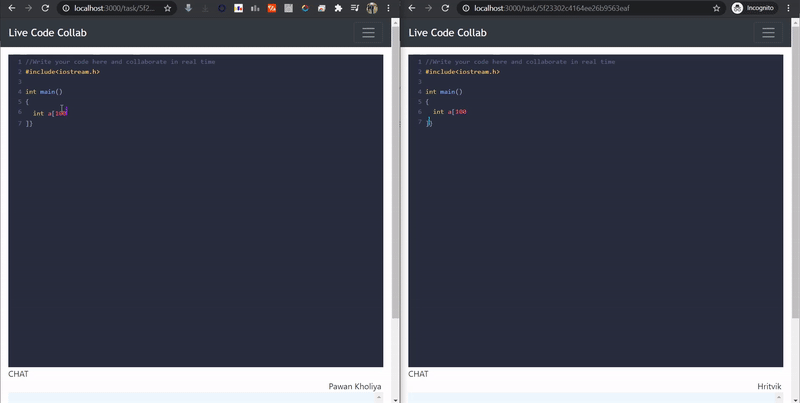 localhost:3000/task/5f2...
Live Code Collab
1 //Write your code here and collaborate in real time
2 #include<iostream.h>
3
4 int main()
5 {
6 int a[100
7 ]}
CHAT
Pawan Kholiya
localhost:3000/task/5f23302c4164ee26b9563eaf
Incognito
Live Code Collab
1 //Write your code here and collaborate in real time
2 #include<iostream.h>
3
4 int main()
5 {
6 int a[100
7 ]}
CHAT
Hritvik